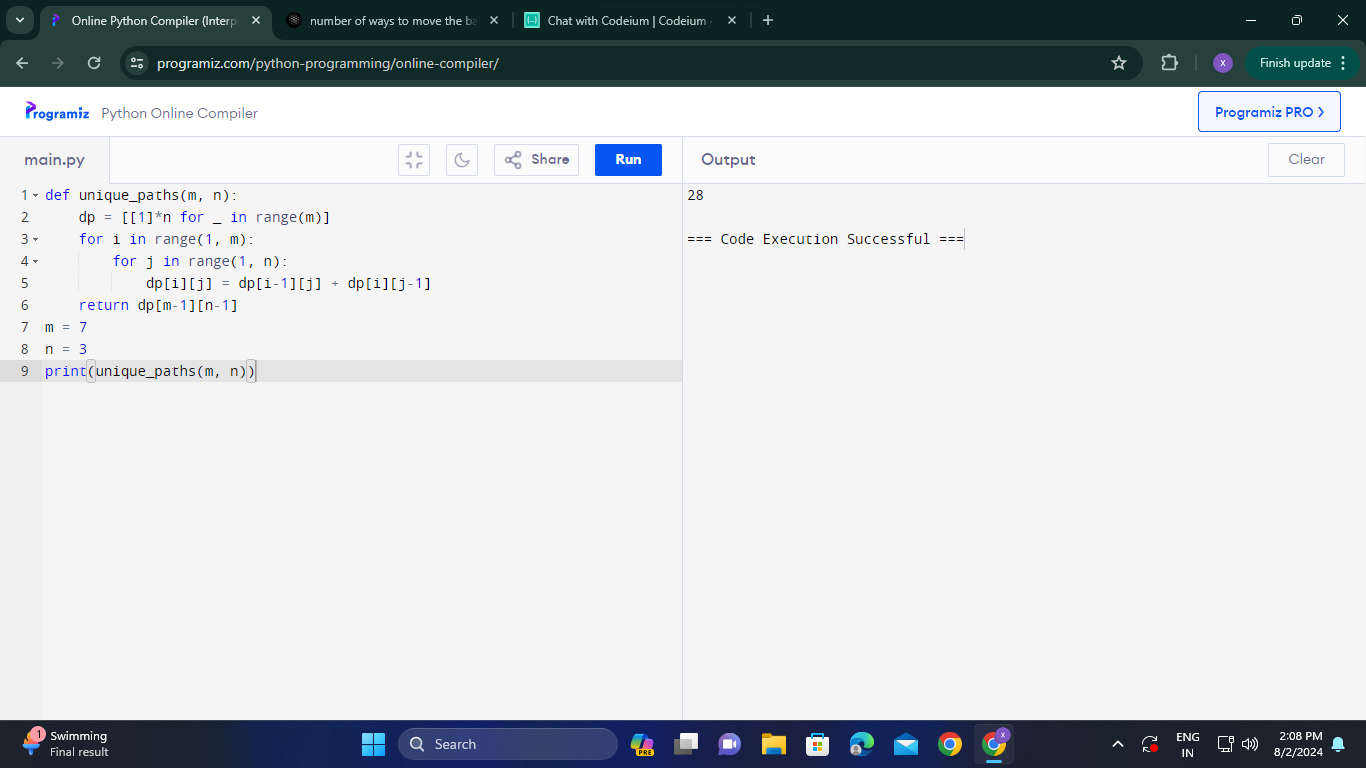 Online Python Compiler (Interp
number of ways to move the ba
Chat with Codeium | Codeium
programiz.com/python-programming/online-compiler/
x
Finish update
Programiz Python Online Compiler
Programiz PRO >
main.py
Share
Run
Output
Clear
1 def unique_paths(m, n):
2     dp = [[1]*n for _ in range(m)]
3     for i in range(1, m):
4         for j in range(1, n):
5             dp[i][j] = dp[i-1][j] + dp[i][j-1]
6     return dp[m-1][n-1]
7 m = 7
8 n = 3
9 print(unique_paths(m, n))
28
=== Code Execution Successful ===
1
Swimming
Final result
Search
PRE
x
ENG
IN
2:08 PM
8/2/2024